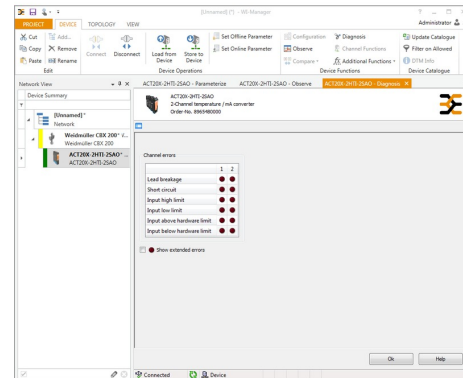 [Unnamed] (*) - WI-Manager
PROJECT DEVICE TOPOLOGY VIEW
Administrator
Cut Add... Connect Disconnect Load from Device Store to Device Set Offline Parameter Configuration Diagnosis Update Catalogue
Copy Remove Set Online Parameter Observe Channel Functions Filter on Allowed
Paste Rename Compare Additional Functions DTM Info
Edit Device Operations Device Functions Device Catalogue
Network View
ACT20X-2HTI-2SAO - Parameterize ACT20X-2HTI-2SAO - Observe ACT20X-2HTI-2SAO - Diagnosis
Device Summary
ACT20X-2HTI-2SAO
2-Channel temperature / mA converter
Order-No. 8965480000
[Unnamed]*
Network
Weidmüller CBX 200*
Weidmüller CBX 200
ACT20X-2HTI-2SAO*
ACT20X-2HTI-2SAO
Channel errors
1 2
Lead breakage
Short circuit
Input high limit
Input low limit
Input above hardware limit
Input below hardware limit
Show extended errors
Ok Help
Connected Device